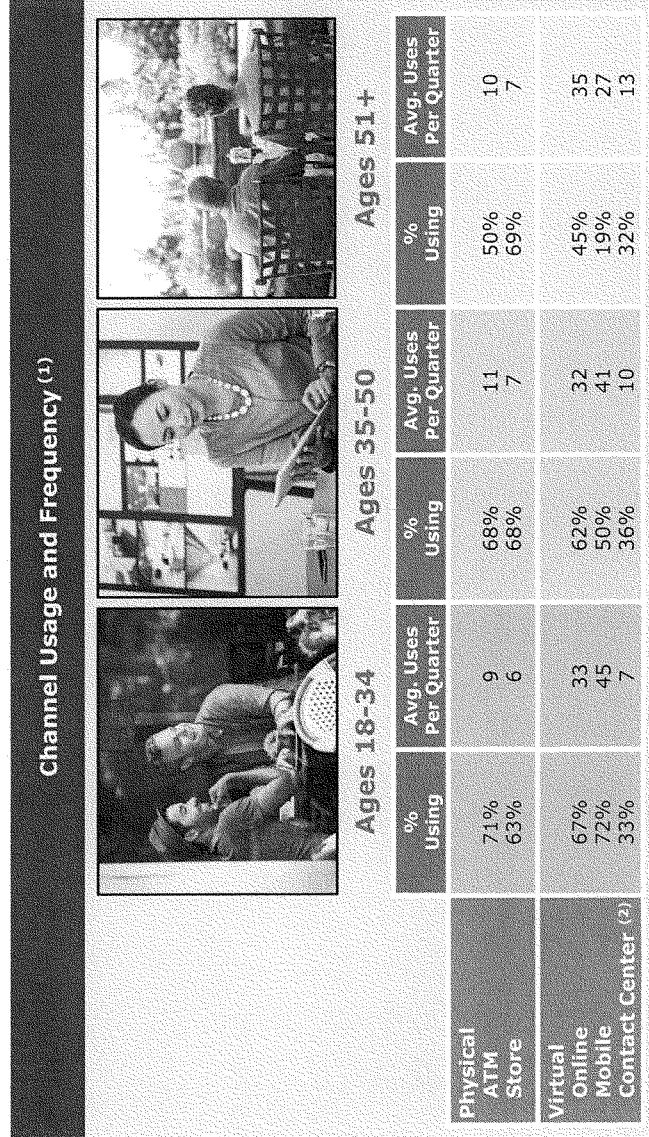 Channel Usage and Frequency (1)
Ages 18-34 Ages 35-50 Ages 51+
% Using Avg. Uses Per Quarter % Using Avg. Uses Per Quarter % Using Avg. Uses Per Quarter
Physical
ATM 71% 9 68% 11 50% 10
Store 63% 6 68% 7 69% 7
Virtual
Online 67% 33 62% 32 45% 35
Mobile 72% 45 50% 41 19% 27
Contact Center (2) 33% 7 36% 10 32% 13